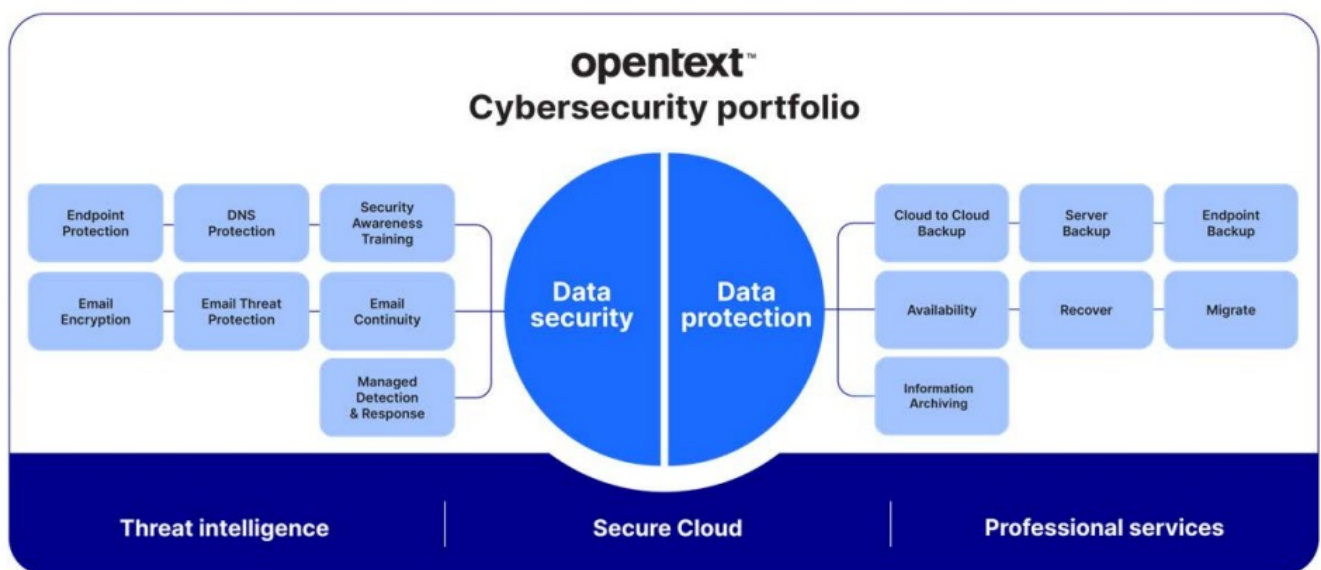 opentext™
Cybersecurity portfolio
Endpoint
Protection
DNS
Protection
Security
Awareness
Training
Email
Encryption
Email Threat
Protection
Email
Continuity
Managed
Detection
& Response
Data
security
Data
protection
Cloud to Cloud
Backup
Server
Backup
Endpoint
Backup
Availability
Recover
Migrate
Information
Archiving
Threat intelligence
Secure Cloud
Professional services